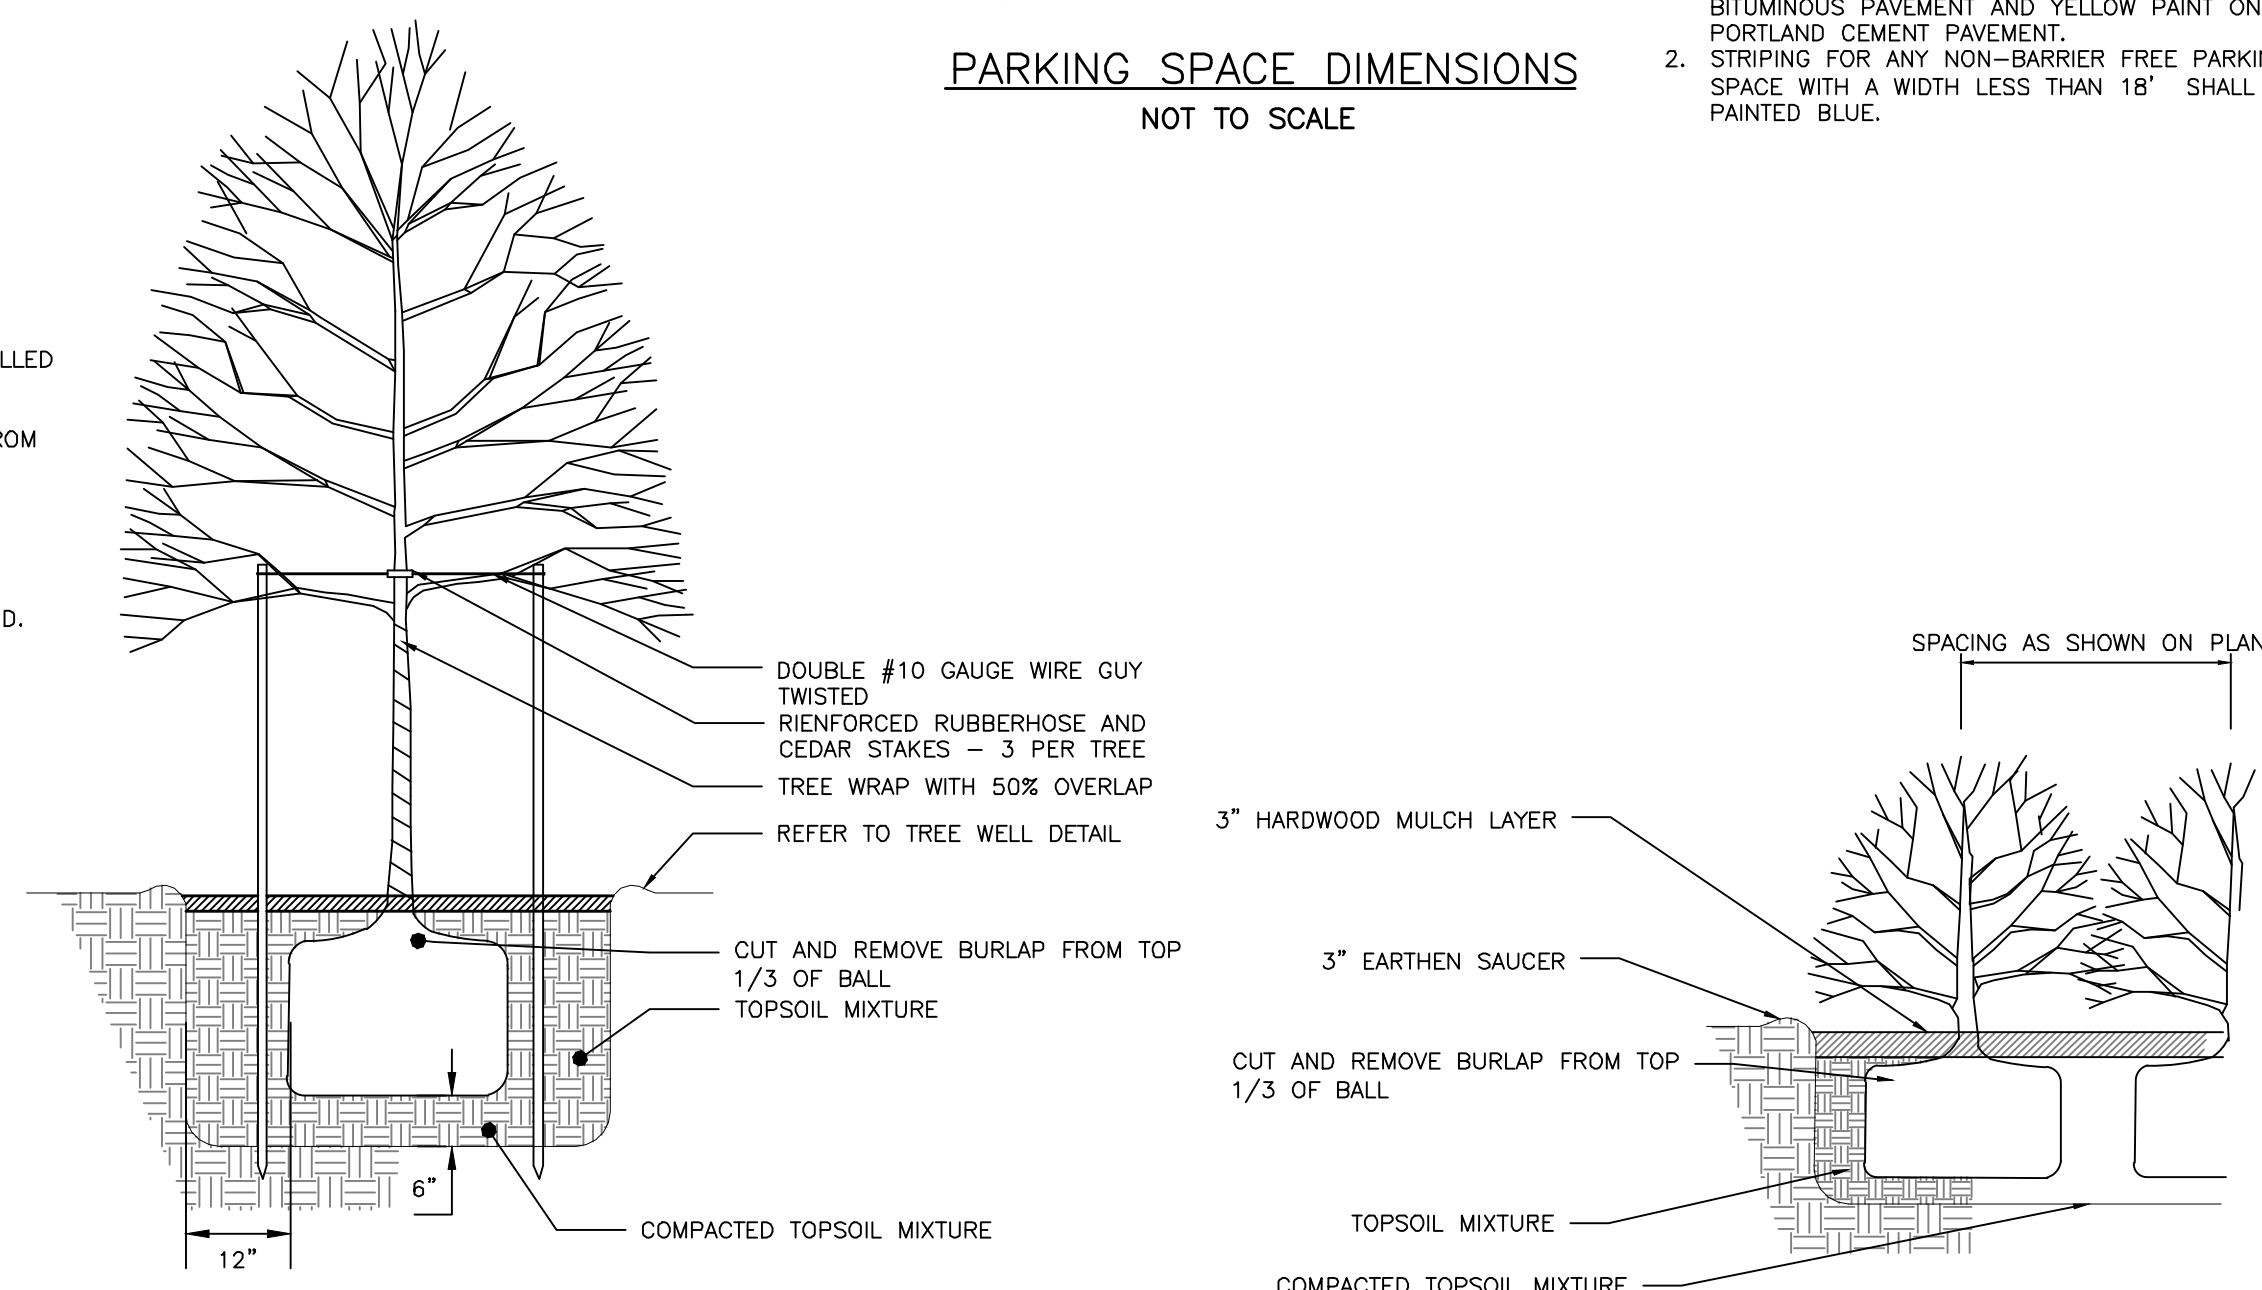 BITUMINOUS PAVEMENT AND YELLOW PAINT ON
PORTLAND CEMENT PAVEMENT.
2. STRIPING FOR ANY NON-BARRIER FREE PARKIN
SPACE WITH A WIDTH LESS THAN 18' SHALL
PAINTED BLUE.
PARKING SPACE DIMENSIONS
NOT TO SCALE
LLED
ROM
D.
DOUBLE #10 GAUGE WIRE GUY
TWISTED
RIENFORCED RUBBERHOSE AND
CEDAR STAKES - 3 PER TREE
TREE WRAP WITH 50% OVERLAP
REFER TO TREE WELL DETAIL
CUT AND REMOVE BURLAP FROM TOP
1/3 OF BALL
TOPSOIL MIXTURE
6"
12"
COMPACTED TOPSOIL MIXTURE
SPACING AS SHOWN ON PLAN
3" HARDWOOD MULCH LAYER
3" EARTHEN SAUCER
CUT AND REMOVE BURLAP FROM TOP
1/3 OF BALL
TOPSOIL MIXTURE
COMPACTED TOPSOIL MIXTURE